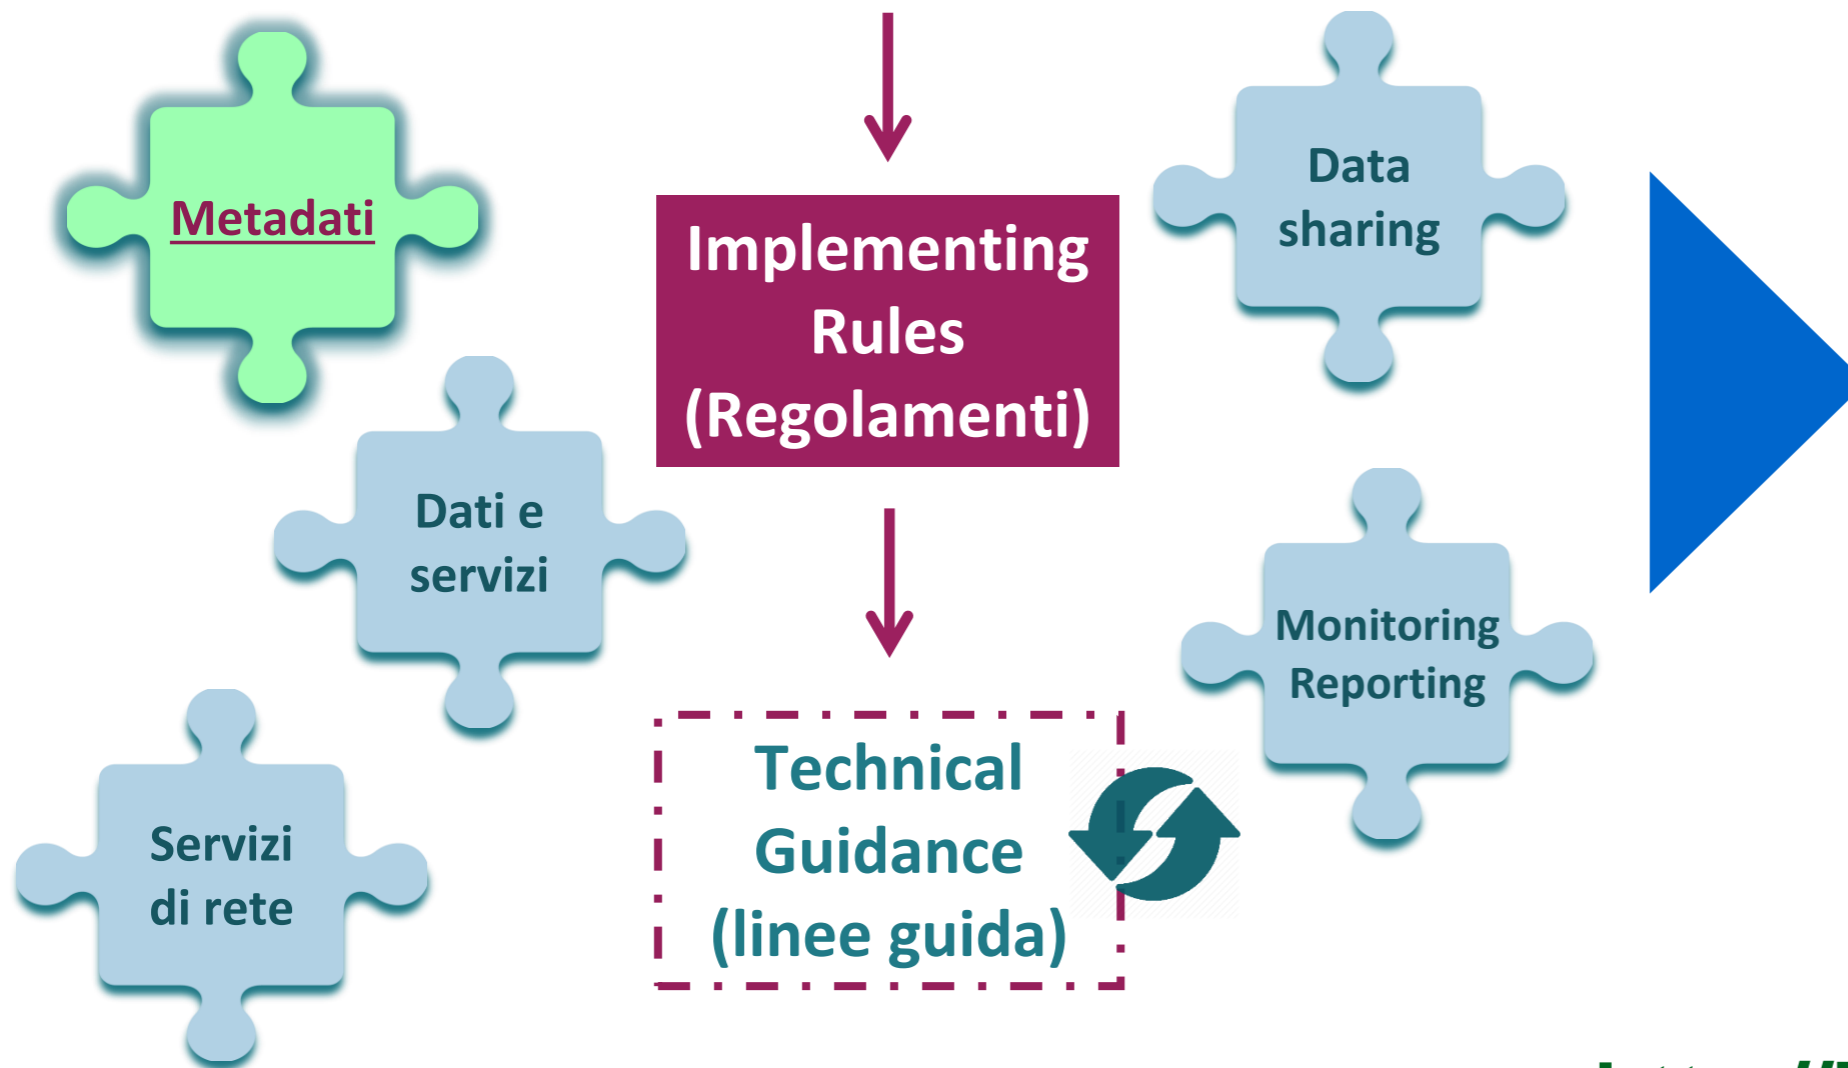 Metadati
Implementing
Rules
(Regolamenti)
Data
sharing
Dati e
servizi
Monitoring
Reporting
Technical
Guidance
(linee guida)
Servizi
di rete